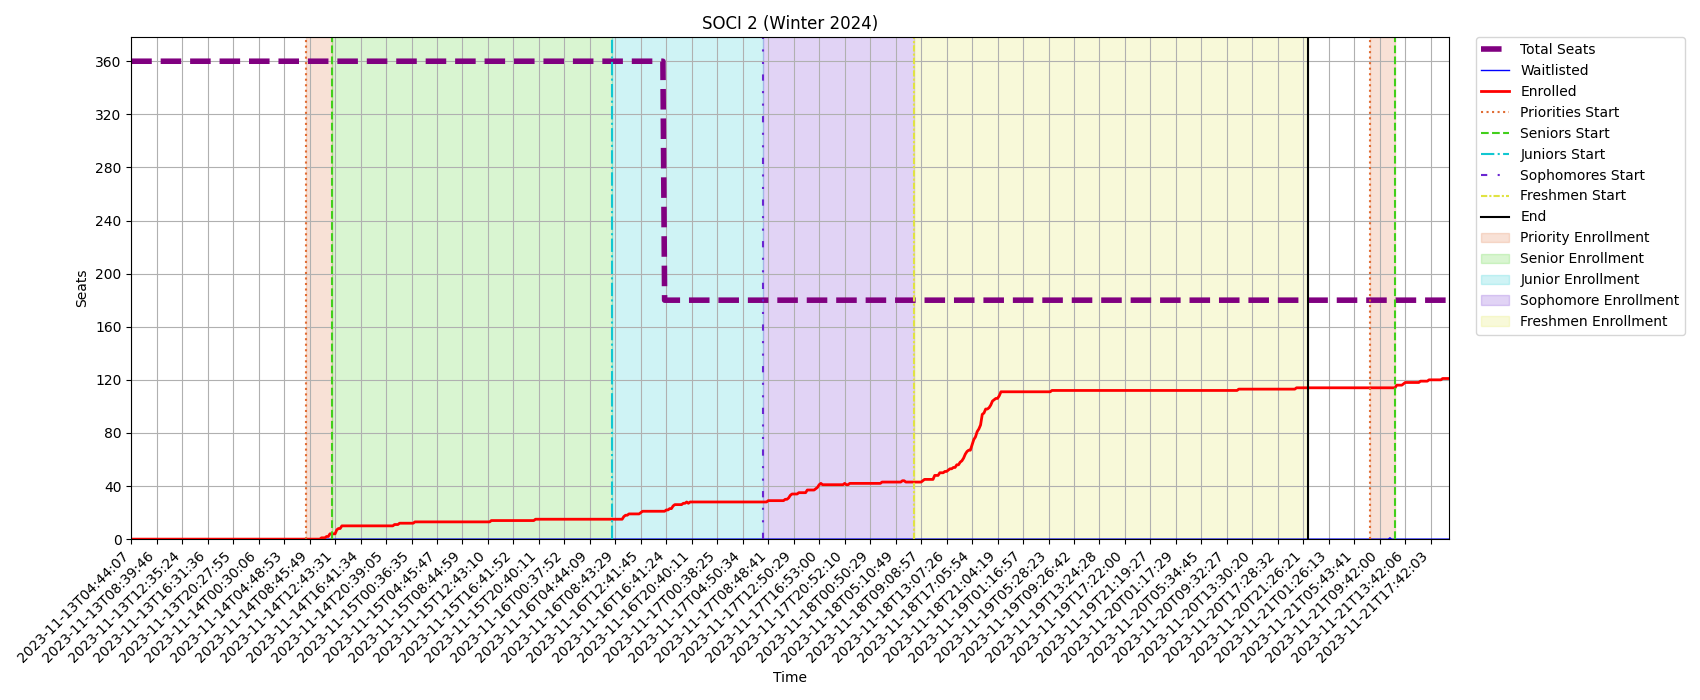 SOCI 2 (Winter 2024)
Seats
360
320
280
240
200
160
120
80
40
0
2023-11-13T04:44:07
2023-11-13T08:39:46
2023-11-13T12:35:24
2023-11-13T16:31:36
2023-11-13T20:27:55
2023-11-14T00:30:06
2023-11-14T04:48:53
2023-11-14T08:45:49
2023-11-14T12:43:31
2023-11-14T16:41:34
2023-11-14T20:39:05
2023-11-15T00:36:35
2023-11-15T04:45:47
2023-11-15T08:44:59
2023-11-15T12:43:10
2023-11-15T16:41:52
2023-11-15T20:40:11
2023-11-16T00:37:52
2023-11-16T04:44:09
2023-11-16T08:43:29
2023-11-16T12:41:45
2023-11-16T16:41:24
2023-11-16T20:40:11
2023-11-17T00:38:25
2023-11-17T04:50:34
2023-11-17T08:48:41
2023-11-17T12:50:29
2023-11-17T16:53:00
2023-11-17T20:52:10
2023-11-18T00:50:29
2023-11-18T05:10:49
2023-11-18T09:08:57
2023-11-18T13:07:26
2023-11-18T17:05:54
2023-11-18T21:04:19
2023-11-19T01:16:57
2023-11-19T05:28:23
2023-11-19T09:26:42
2023-11-19T13:24:28
2023-11-19T17:22:00
2023-11-19T21:19:27
2023-11-20T01:17:29
2023-11-20T05:34:45
2023-11-20T09:32:27
2023-11-20T13:30:20
2023-11-20T17:28:32
2023-11-20T21:26:21
2023-11-21T01:26:13
2023-11-21T05:43:41
2023-11-21T09:42:00
2023-11-21T13:42:06
2023-11-21T17:42:03
Time
Total Seats
Waitlisted
Enrolled
Priorities Start
Seniors Start
Juniors Start
Sophomores Start
Freshmen Start
End
Priority Enrollment
Senior Enrollment
Junior Enrollment
Sophomore Enrollment
Freshmen Enrollment